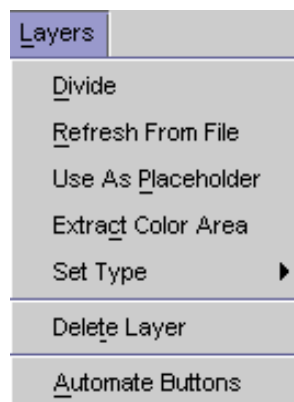 Layers
Divide
Refresh From File
Use As Placeholder
Extract Color Area
Set Type
Delete Layer
Automate Buttons